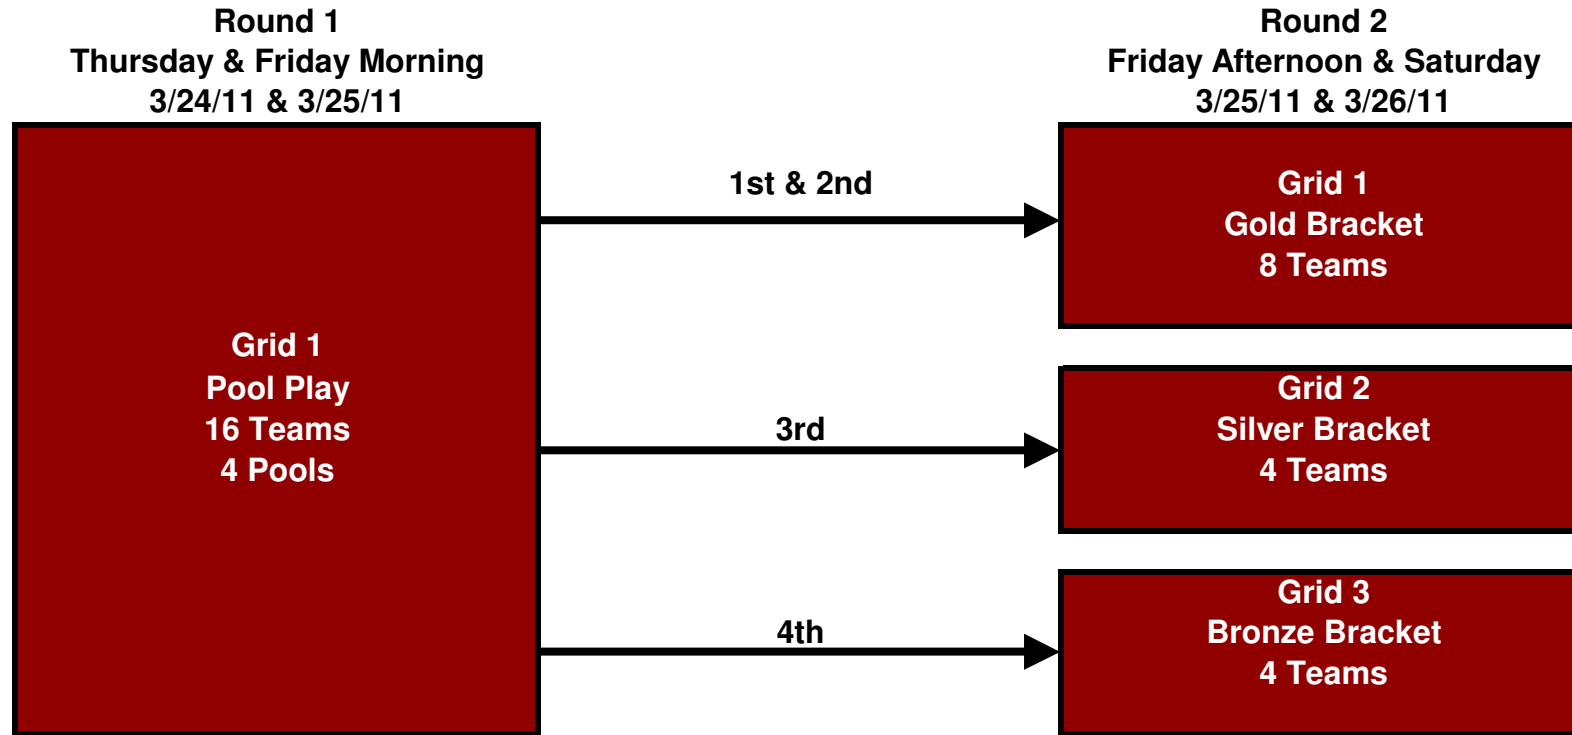 Round 1
Thursday & Friday Morning
3/24/11 & 3/25/11
Round 2
Friday Afternoon & Saturday
3/25/11 & 3/26/11
Grid 1
Pool Play
16 Teams
4 Pools
1st & 2nd
3rd
4th
Grid 1
Gold Bracket
8 Teams
Grid 2
Silver Bracket
4 Teams
Grid 3
Bronze Bracket
4 Teams